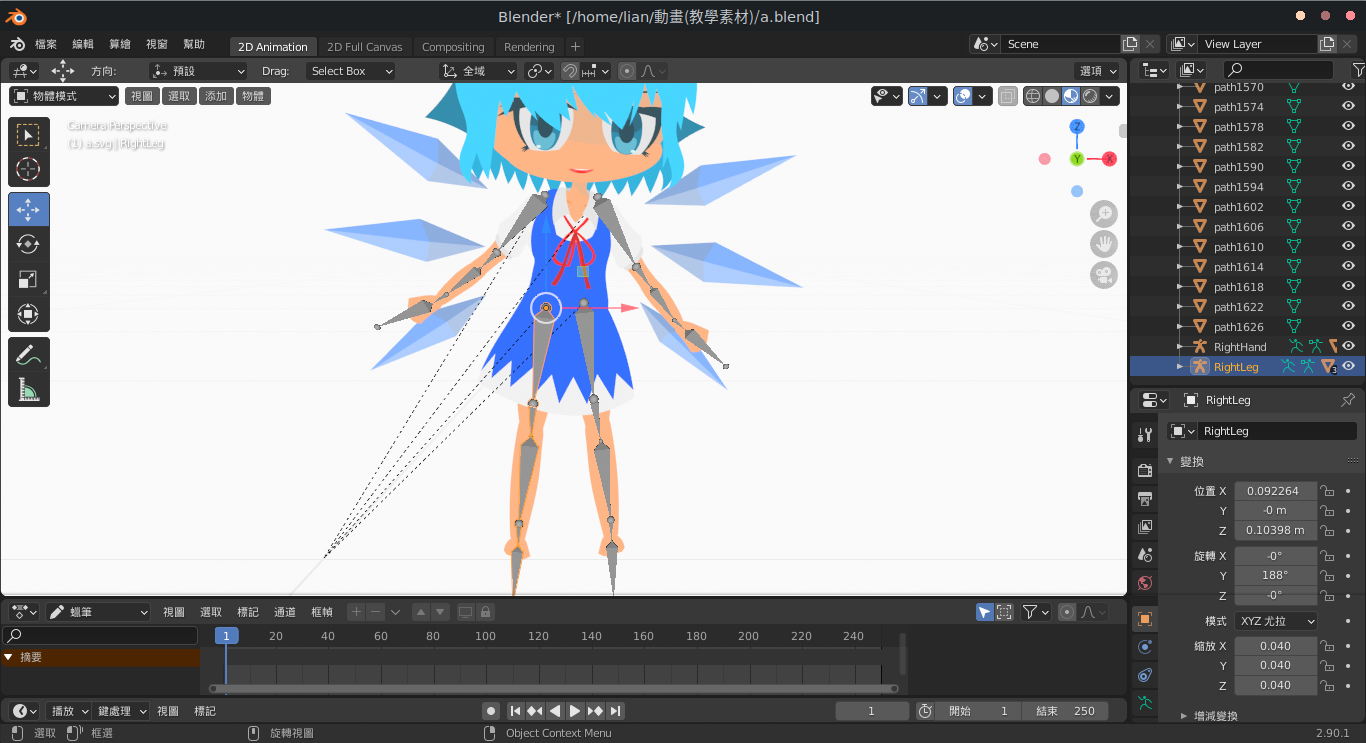 Blender* [/home/lian/動畫(教學素材)/a.blend]
檔案 編輯 算繪 視窗 幫助 2D Animation 2D Full Canvas Compositing Rendering + Scene View Layer
方向: 預設 Drag: Select Box 全域 選項
物體模式 視圖 選取 添加 物體
Camera Perspective
(1) a.svg | RightLeg
Z
Y
X
path1570
path1574
path1578
path1582
path1590
path1594
path1602
path1606
path1610
path1614
path1618
path1622
path1626
RightHand
RightLeg 3
RightLeg
RightLeg
變換
位置 X 0.092264
Y -0 m
Z 0.10398 m
旋轉 X -0°
Y 188°
Z -0°
模式 XYZ 尤拉
縮放 X 0.040
Y 0.040
Z 0.040
增減變換
蠟筆 視圖 選取 標記 通道 框幀
1 20 40 60 80 100 120 140 160 180 200 220 240
摘要
播放 鍵處理 視圖 標記 1 開始 1 結束 250
選取 框選 旋轉視圖 Object Context Menu 2.90.1